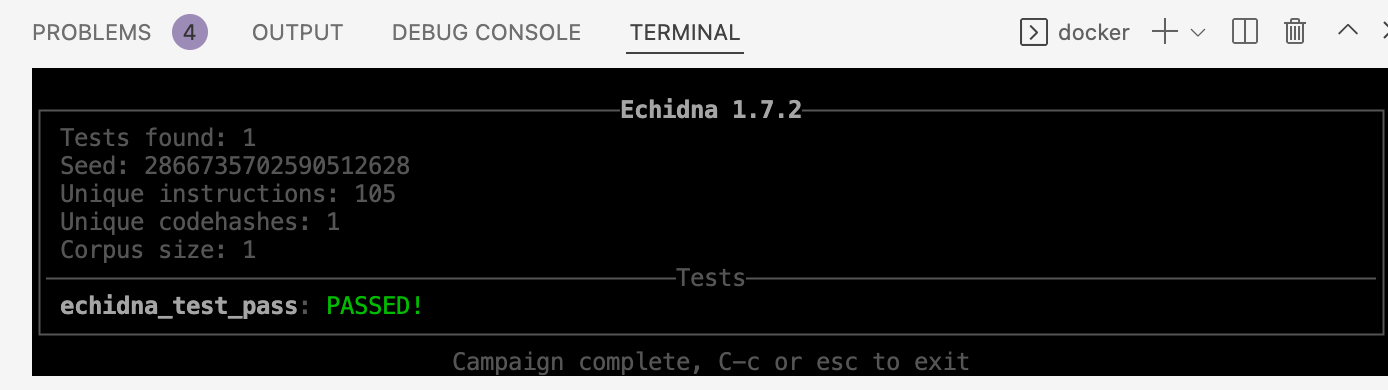 PROBLEMS 4 OUTPUT DEBUG CONSOLE TERMINAL docker
Echidna 1.7.2
Tests found: 1
Seed: 2866735702590512628
Unique instructions: 105
Unique codehashes: 1
Corpus size: 1
Tests
echidna_test_pass: PASSED!
Campaign complete, C-c or esc to exit